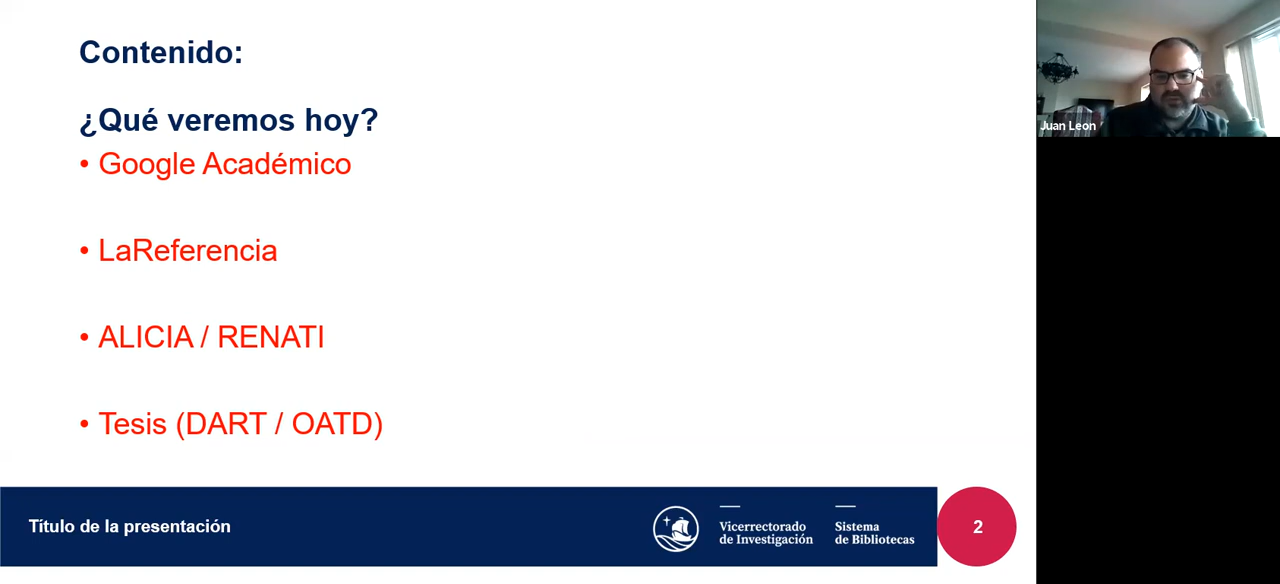 Contenido:
¿Qué veremos hoy?
• Google Académico
• LaReferencia
• ALICIA / RENATI
• Tesis (DART / OATD)
Título de la presentación
Vicerrectorado
de Investigación
Sistema
de Bibliotecas
2
Juan Leon